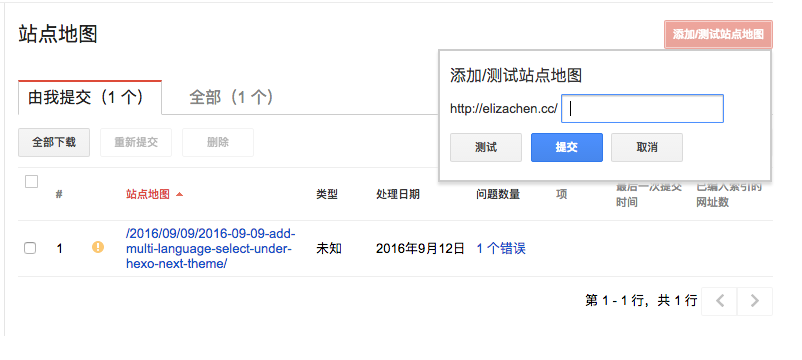 站点地图
添加/测试站点地图
添加/测试站点地图
http://elizachen.cc/
测试
提交
取消
由我提交（1 个）
全部（1 个）
全部下载
重新提交
删除
#
站点地图
类型
处理日期
问题数量
项
最后一次提交
时间
已编入索引的
网址数
1
/2016/09/09/2016-09-09-add-
multi-language-select-under-
hexo-next-theme/
未知
2016年9月12日
1 个错误
第 1 - 1 行，共 1 行